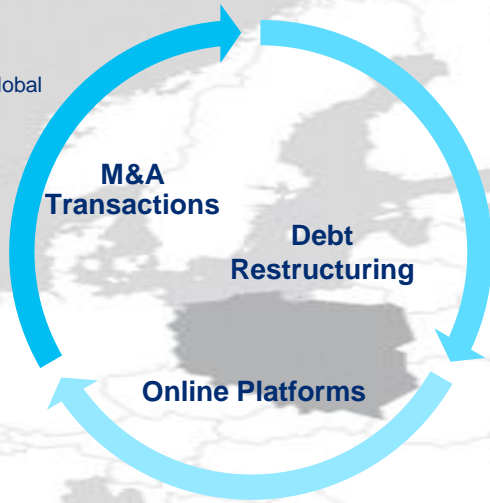 lobal
M&A
Transactions
Debt
Restructuring
Online Platforms